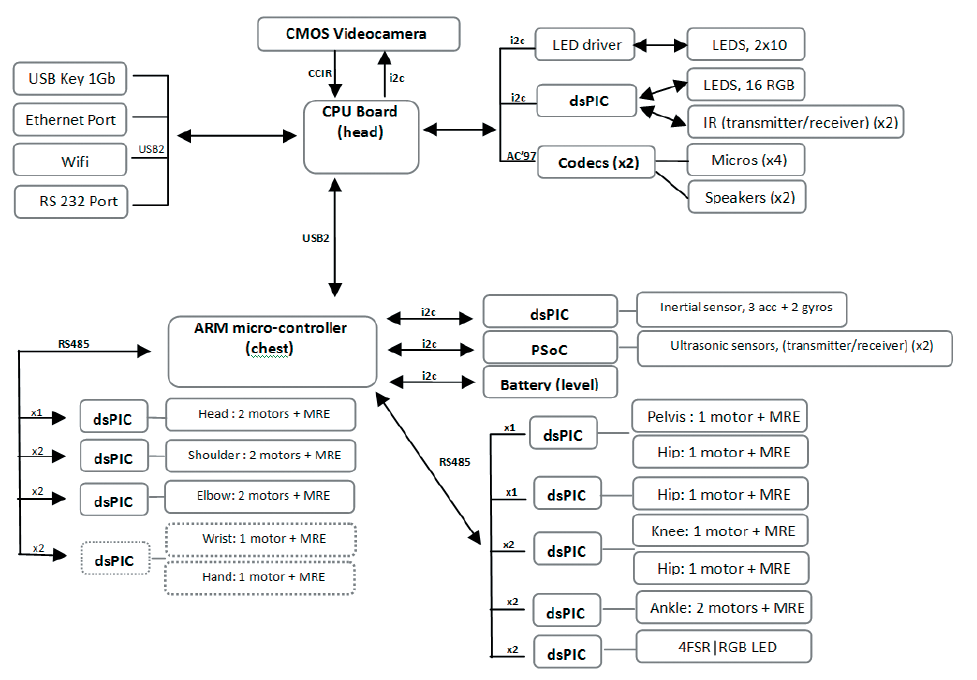 CMOS Videocamera
CCIR
i2c
USB Key 1Gb
Ethernet Port
USB2
Wifi
RS 232 Port
CPU Board
(head)
i2c
LED driver
LEDS, 2x10
i2c
dsPIC
LEDS, 16 RGB
IR (transmitter/receiver) (x2)
AC'97
Codecs (x2)
Micros (x4)
Speakers (x2)
USB2
ARM micro-controller
(chest)
i2c
dsPIC
Inertial sensor, 3 acc + 2 gyros
i2c
PSoC
Ultrasonic sensors, (transmitter/receiver) (x2)
i2c
Battery (level)
RS485
x1
dsPIC
Head : 2 motors + MRE
x2
dsPIC
Shoulder : 2 motors + MRE
x2
dsPIC
Elbow: 2 motors + MRE
x2
dsPIC
Wrist: 1 motor + MRE
Hand: 1 motor + MRE
RS485
x1
dsPIC
Pelvis : 1 motor + MRE
Hip: 1 motor + MRE
x1
dsPIC
Hip: 1 motor + MRE
x2
dsPIC
Knee: 1 motor + MRE
Hip: 1 motor + MRE
x2
dsPIC
Ankle: 2 motors + MRE
x2
dsPIC
4FSR|RGB LED